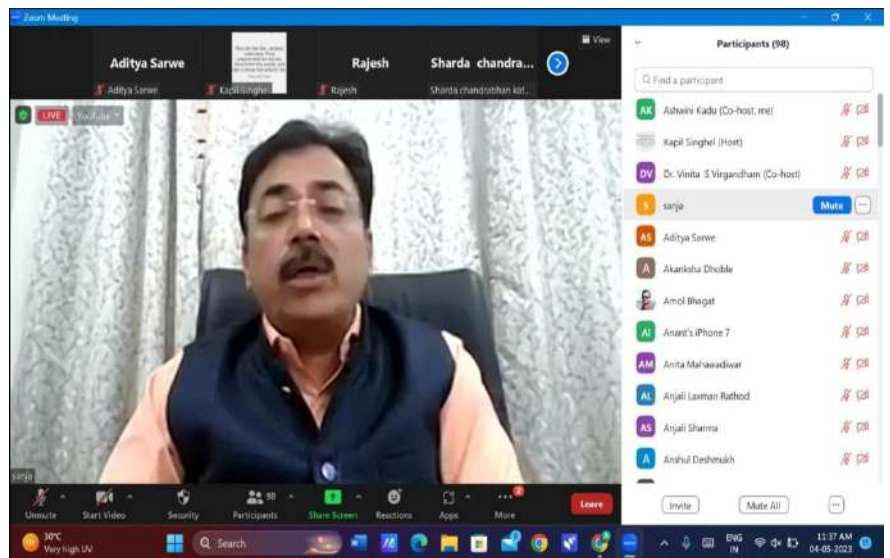 Zoom Meeting
View
Aditya Sarwe
Rajesh
Sharda chandra...
Aditya Sarwe
Kapil Singhel
Rajesh
Sharda chandrabhan kat...
LIVE
YouTube
sanja
Participants (98)
Find a participant
AK Ashwini Kadu (Co-host, me)
Kapil Singhel (Host)
DV Dr. Vinita S Virgandham (Co-host)
S sanja Mute
AS Aditya Sarwe
A Akanksha Dhoble
Amol Bhagat
AI Anant's iPhone 7
AM Anita Mahawadiwar
AL Anjali Laxman Rathod
AS Anjali Sharma
A Anshul Deshmukh
Invite Mute All
Unmute Start Video Security Participants 98 Share Screen Reactions Apps More 2 Leave
30°C
Very high UV
Search
ENG
IN
11:37 AM
04-05-2023